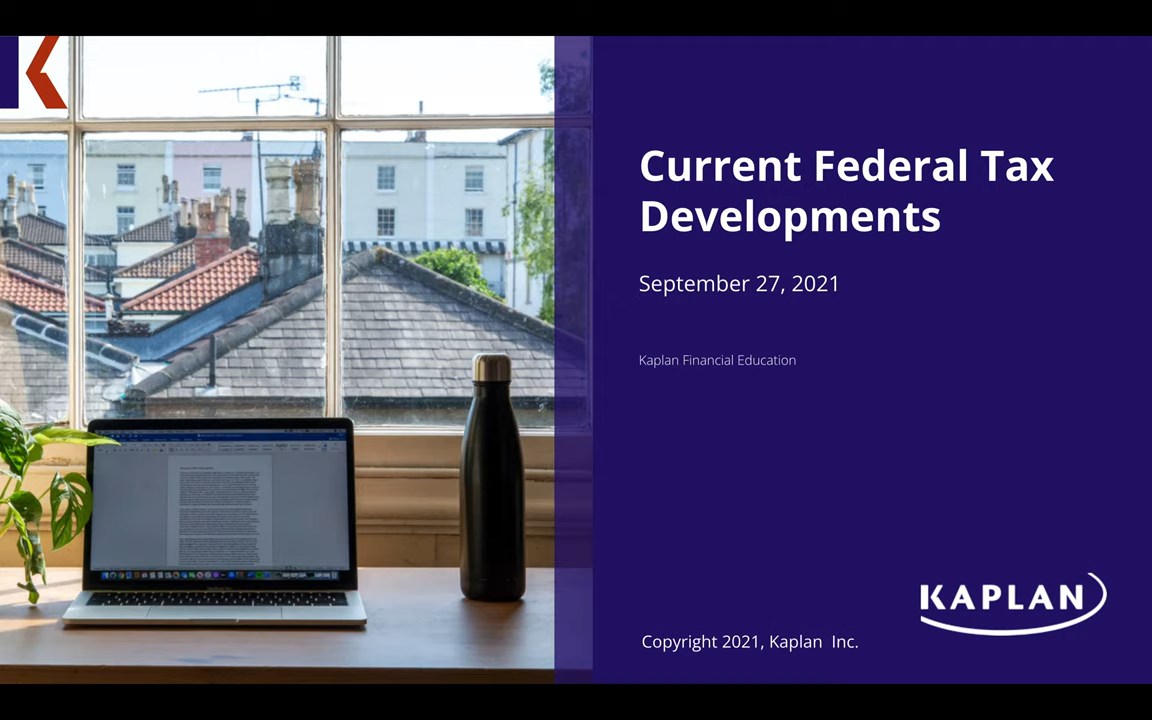 K
Current Federal Tax
Developments
September 27, 2021
Kaplan Financial Education
KAPLAN
Copyright 2021, Kaplan Inc.